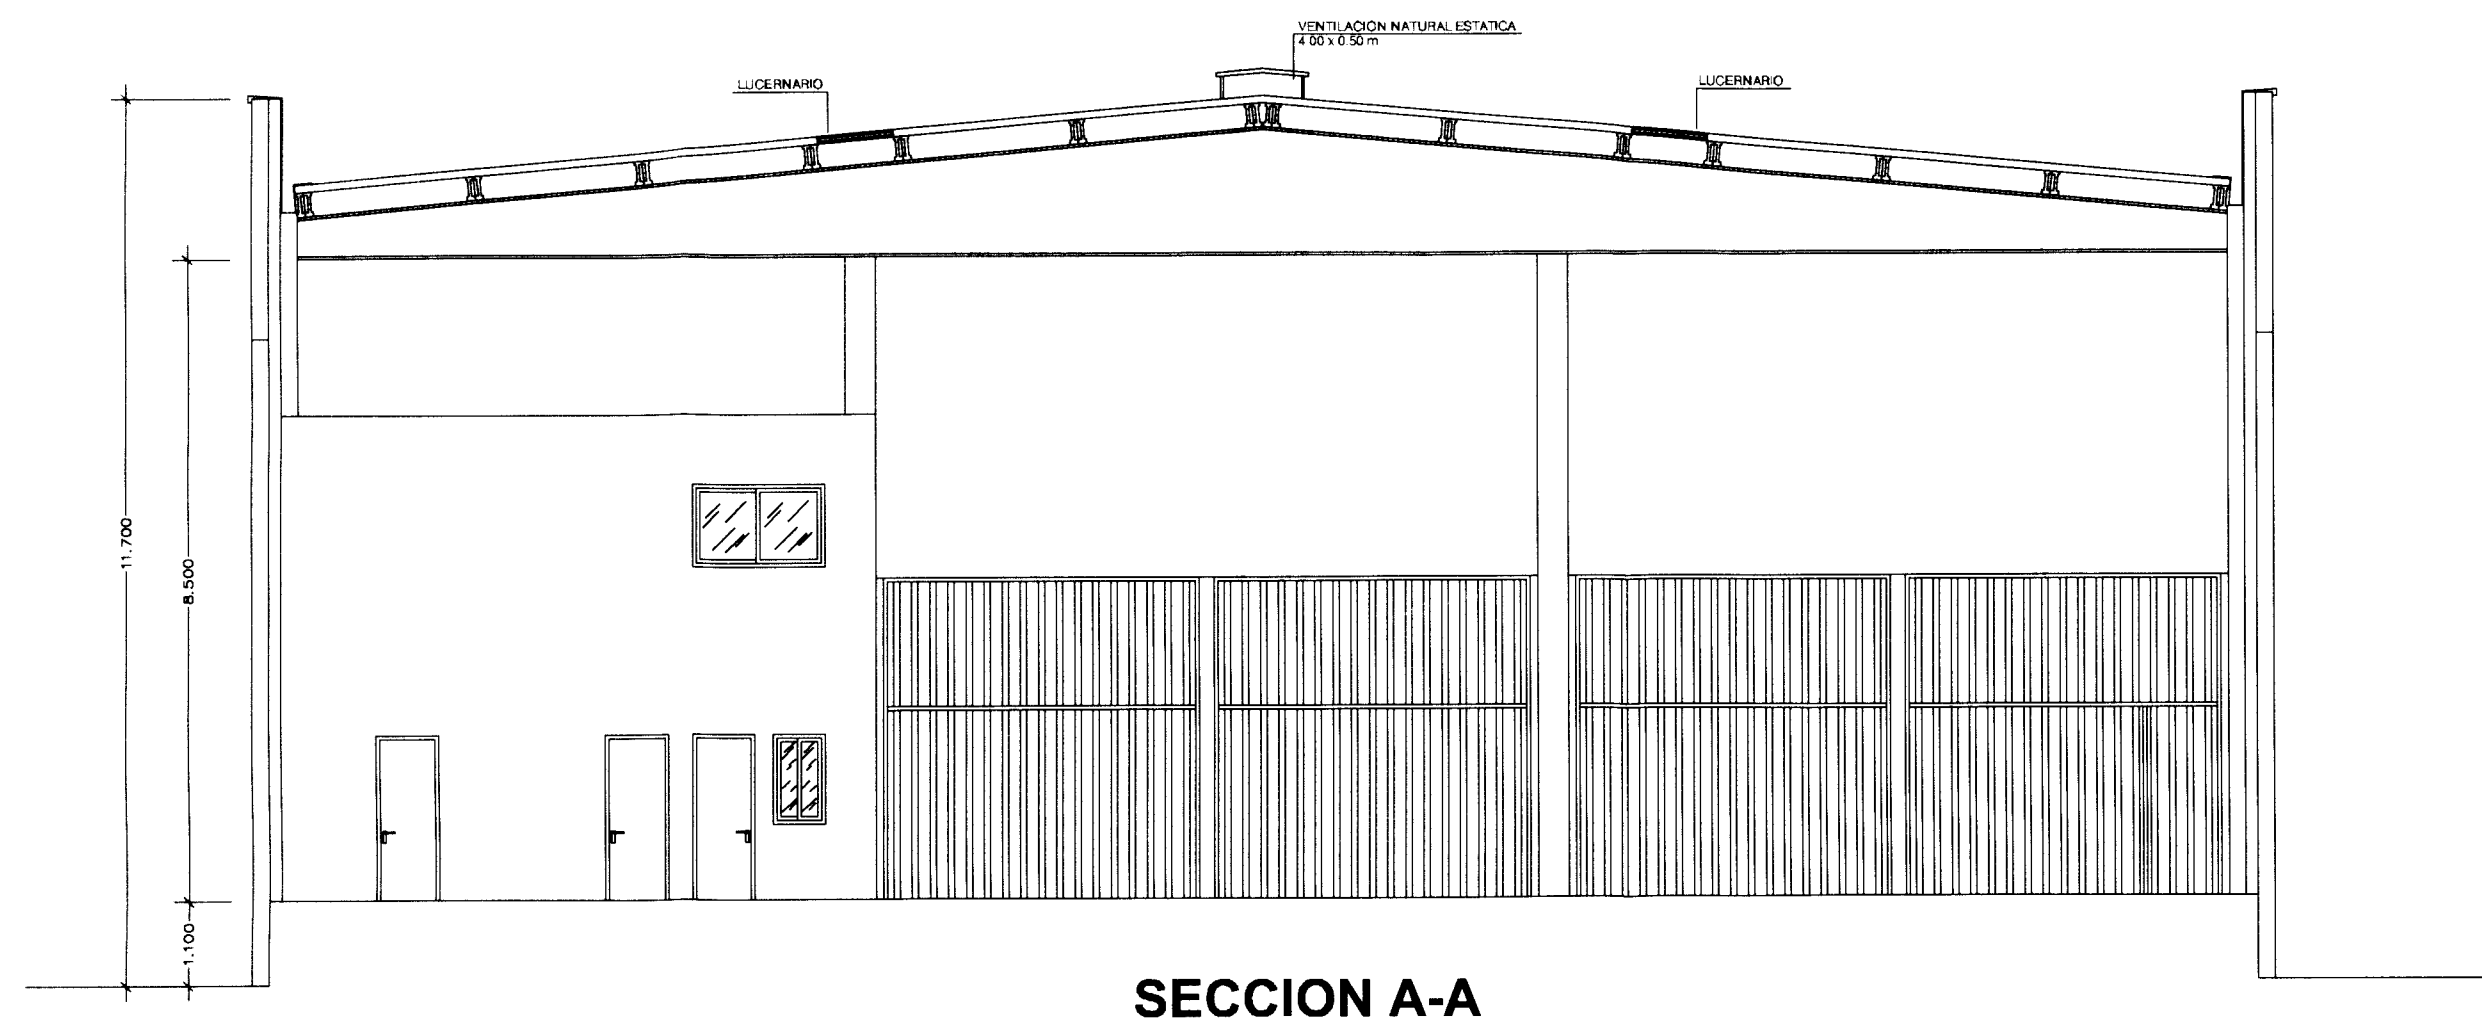 VENTILACION NATURAL ESTATICA
4.00 x 0.50 m
LUCERNARIO
LUCERNARIO
11.700
8.500
1.100
SECCION A-A